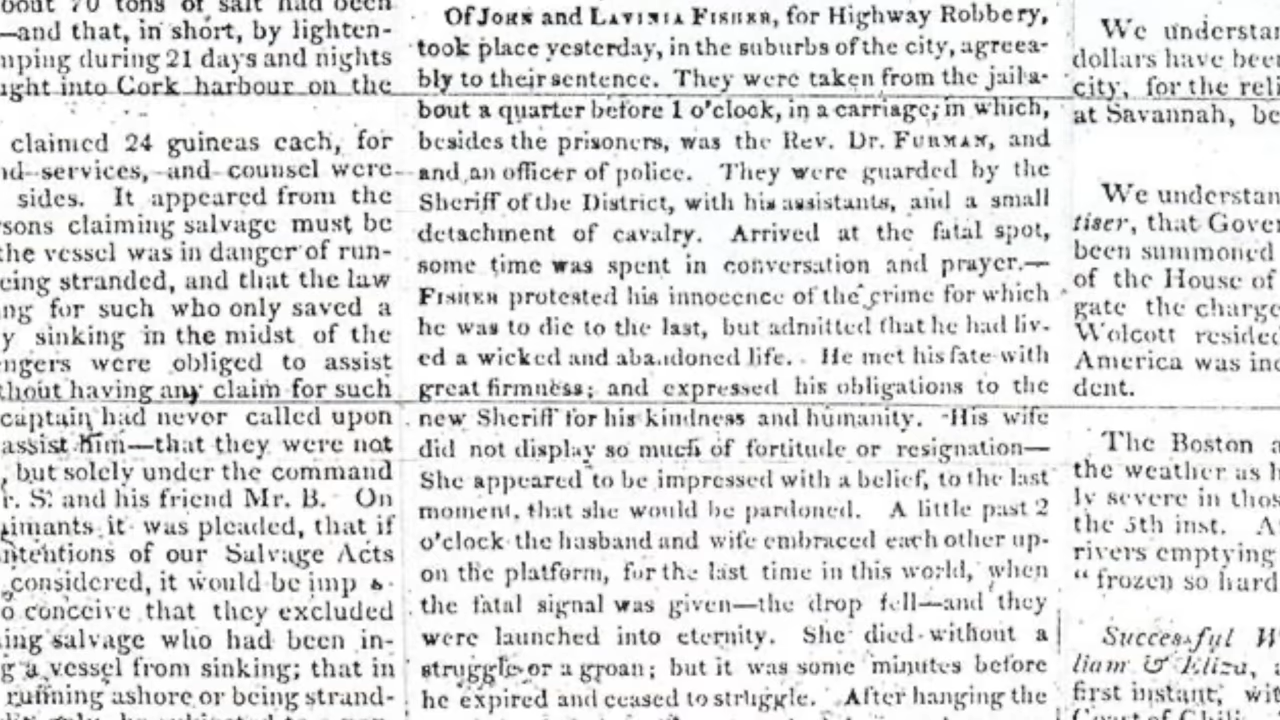 bout 70 tons of salt had been
—and that, in short, by lighten-
mping during 21 days and nights
ught into Cork harbour on the
claimed 24 guineas each, for
nd services, and counsel were
sides. It appeared from the
rsons claiming salvage must be
the vessel was in danger of run-
eing stranded, and that the law
ng for such who only saved a
y sinking in the midst of the
engers were obliged to assist
thout having any claim for such
captain had never called upon
assist him—that they were not
, but solely under the command
r. S. and his friend Mr. B. On
aimants it was pleaded, that if
ntentions of our Salvage Acts
considered, it would be imp
o conceive that they excluded
ing salvage who had been in-
g a vessel from sinking; that in
running ashore or being strand-
Of JOHN and LAVINIA FISHER, for Highway Robbery,
took place yesterday, in the suburbs of the city, agreea-
bly to their sentence. They were taken from the jail a-
bout a quarter before 1 o'clock, in a carriage; in which,
besides the prisoners, was the Rev. Dr. FURMAN, and
and an officer of police. They were guarded by the
Sheriff of the District, with his assistants, and a small
detachment of cavalry. Arrived at the fatal spot,
some time was spent in conversation and prayer.—
FISHER protested his innocence of the crime for which
he was to die to the last, but admitted that he had liv-
ed a wicked and abandoned life. He met his fate with
great firmness; and expressed his obligations to the
new Sheriff for his kindness and humanity. His wife
did not display so much of fortitude or resignation—
She appeared to be impressed with a belief, to the last
moment, that she would be pardoned. A little past 2
o'clock the husband and wife embraced each other up-
on the platform, for the last time in this world, when
the fatal signal was given—the drop fell—and they
were launched into eternity. She died without a
struggle or a groan; but it was some minutes before
he expired and ceased to struggle. After hanging the
We understan
dollars have been
city, for the reli
at Savannah, be
We understan
tiser, that Gover
been summoned
of the House of
gate the charge
Wolcott resided
America was inc
dent.
The Boston a
the weather as h
ly severe in thos
the 5th inst. A
rivers emptying
“ frozen so hard
Successful W
liam & Eliza, a
first instant, wit
Court of